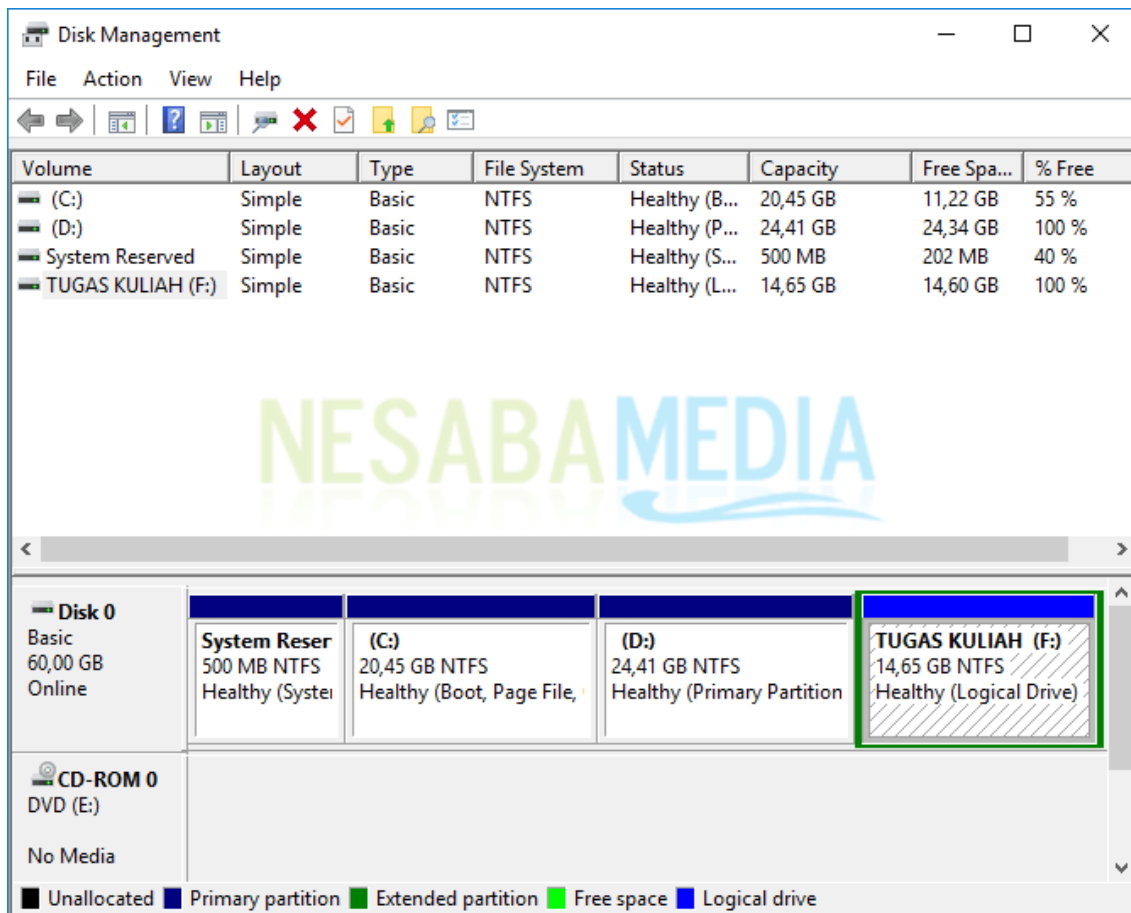 Disk Management
File Action View Help
Volume Layout Type File System Status Capacity Free Spa... % Free
(C:) Simple Basic NTFS Healthy (B... 20,45 GB 11,22 GB 55 %
(D:) Simple Basic NTFS Healthy (P... 24,41 GB 24,34 GB 100 %
System Reserved Simple Basic NTFS Healthy (S... 500 MB 202 MB 40 %
TUGAS KULIAH (F:) Simple Basic NTFS Healthy (L... 14,65 GB 14,60 GB 100 %
NESABAMEDIA
Disk 0
Basic
60,00 GB
Online
System Reser
500 MB NTFS
Healthy (Syste
(C:)
20,45 GB NTFS
Healthy (Boot, Page File,
(D:)
24,41 GB NTFS
Healthy (Primary Partition
TUGAS KULIAH (F:)
14,65 GB NTFS
Healthy (Logical Drive)
CD-ROM 0
DVD (E:)
No Media
Unallocated Primary partition Extended partition Free space Logical drive